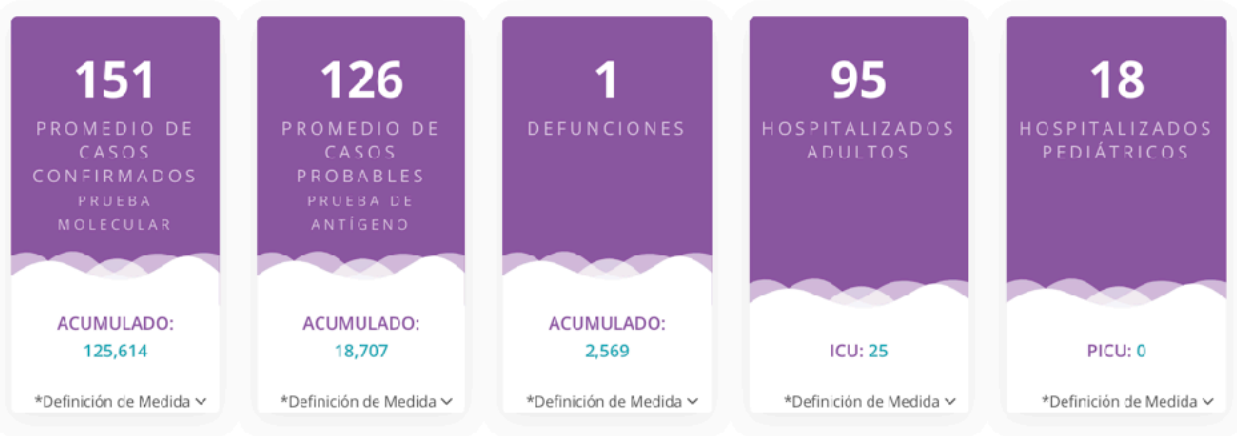 151
PROMEDIO DE
CASOS
CONFIRMADOS
PRUEBA
MOLECULAR
ACUMULADO:
125,614
*Definición de Medida
126
PROMEDIO DE
CASOS
PROBABLES
PRUEBA DE
ANTÍGENO
ACUMULADO:
18,707
*Definición de Medida
1
DEFUNCIONES
ACUMULADO:
2,569
*Definición de Medida
95
HOSPITALIZADOS
ADULTOS
ICU: 25
*Definición de Medida
18
HOSPITALIZADOS
PEDIÁTRICOS
PICU: 0
*Definición de Medida